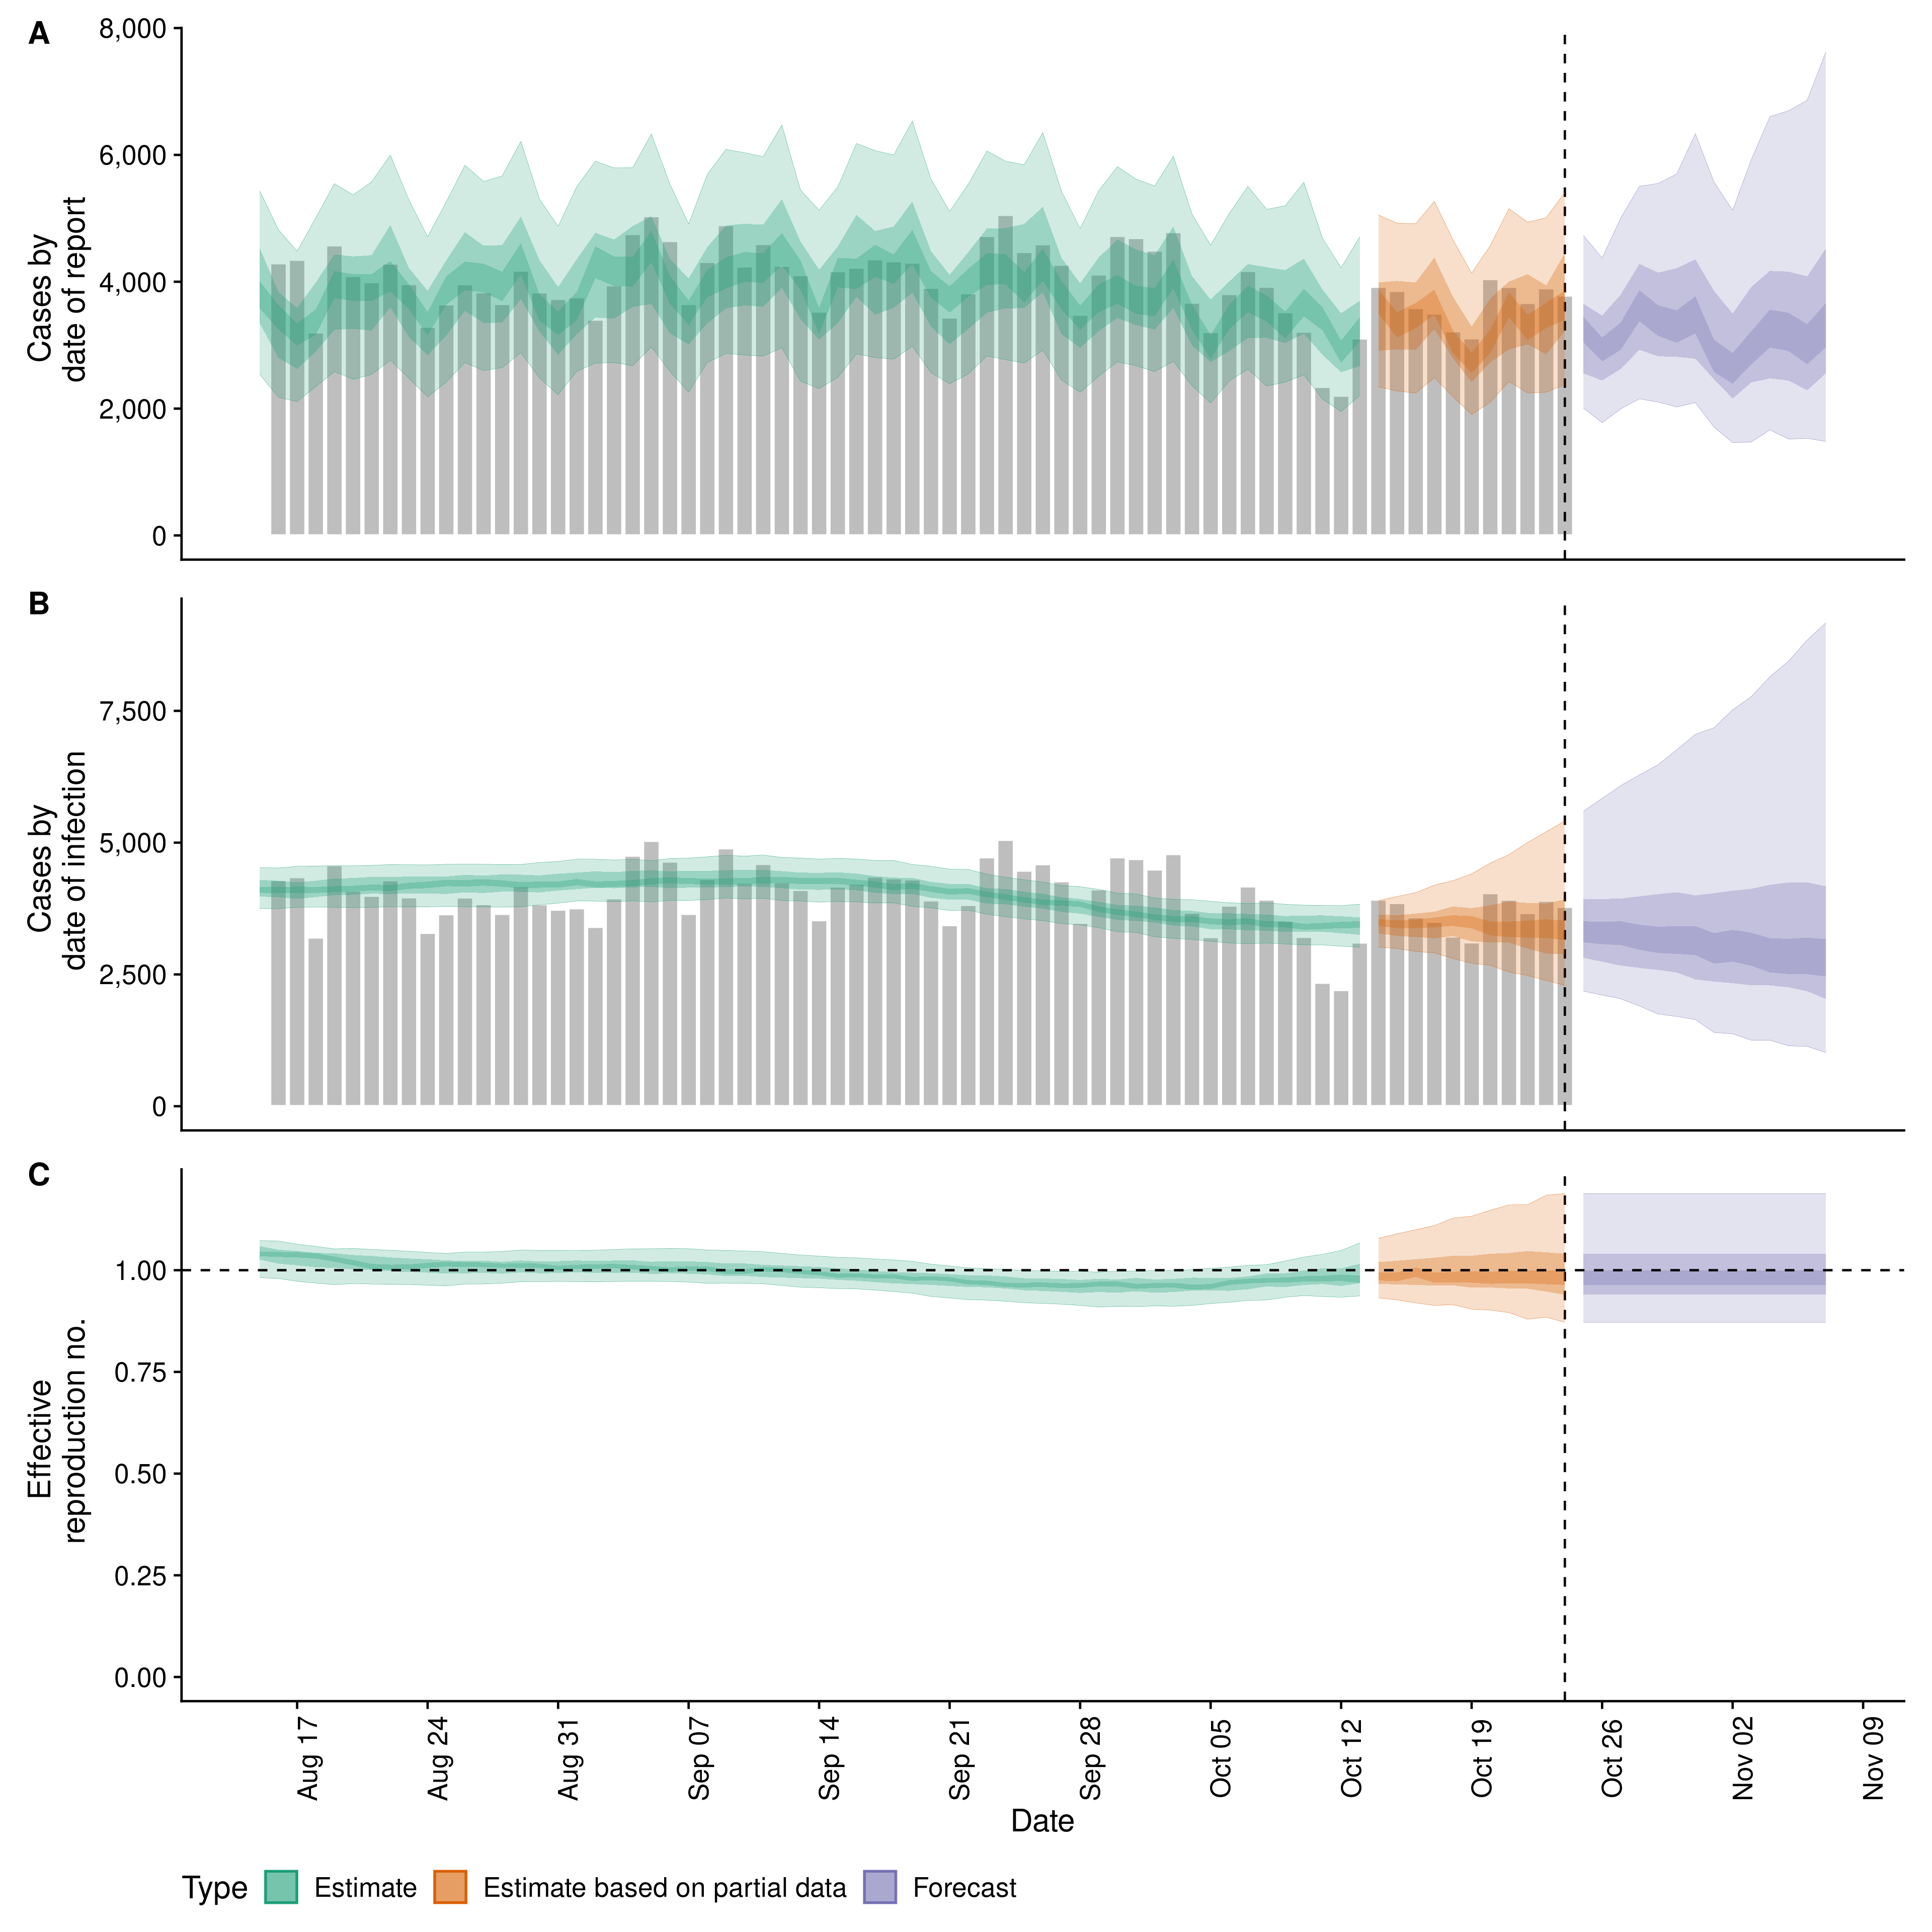 A
8,000
6,000
4,000
2,000
0
Cases by
date of report
B
7,500
5,000
2,500
0
Cases by
date of infection
C
1.00
0.75
0.50
0.25
0.00
Effective
reproduction no.
Aug 17
Aug 24
Aug 31
Sep 07
Sep 14
Sep 21
Sep 28
Oct 05
Oct 12
Oct 19
Oct 26
Nov 02
Nov 09
Date
Type Estimate Estimate based on partial data Forecast